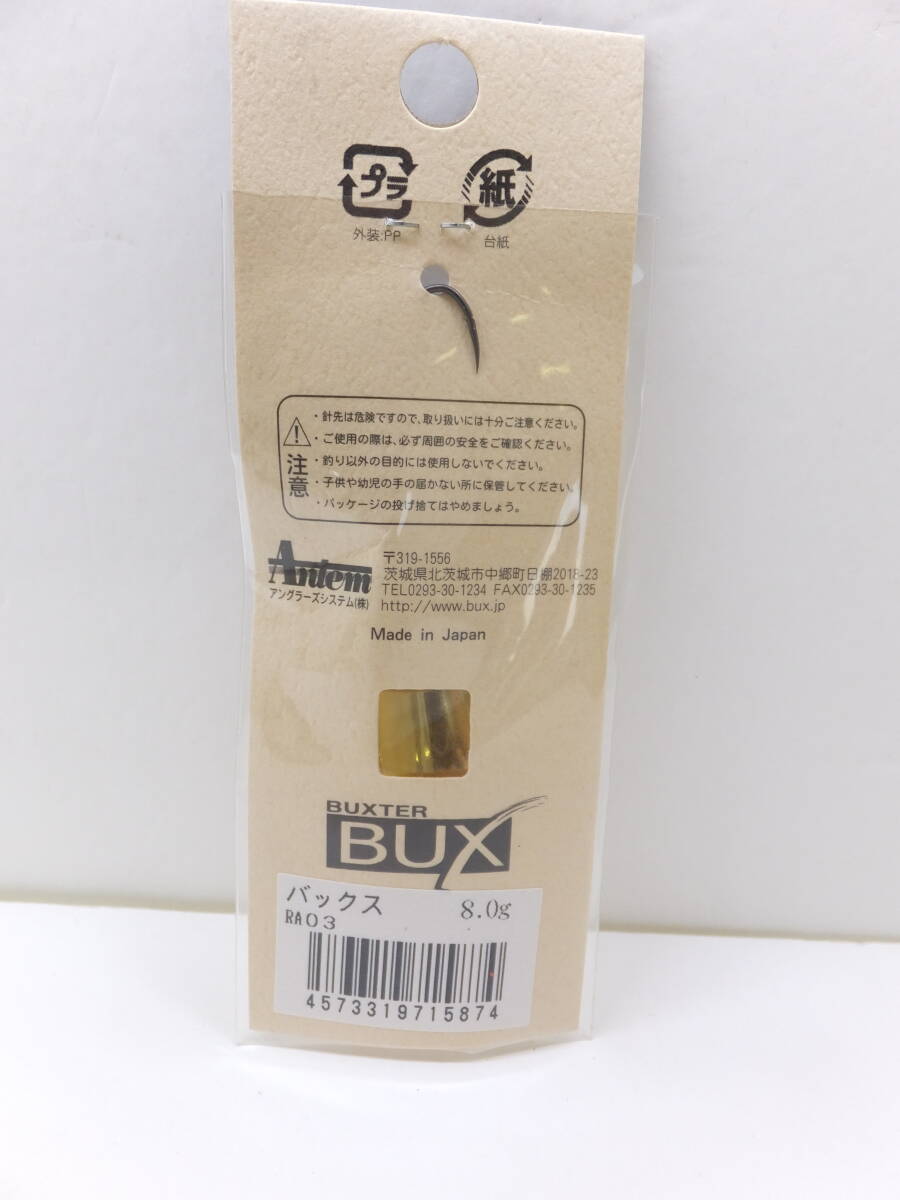 プラ 紙
外装:PP 台紙
・針先は危険ですので、取り扱いには十分ご注意ください。
・ご使用の際は、必ず周囲の安全をご確認ください。
注意
・釣り以外の目的には使用しないでください。
・子供や幼児の手の届かない所に保管してください。
・パッケージの投げ捨てはやめましょう。
Antem
アングラーズシステム(株)
〒319-1556
茨城県北茨城市中郷町日棚2018-23
TEL0293-30-1234 FAX0293-30-1235
http://www.bux.jp
Made in Japan
BUXTER
BUX
バックス 8.0g
RA03
4573319715874